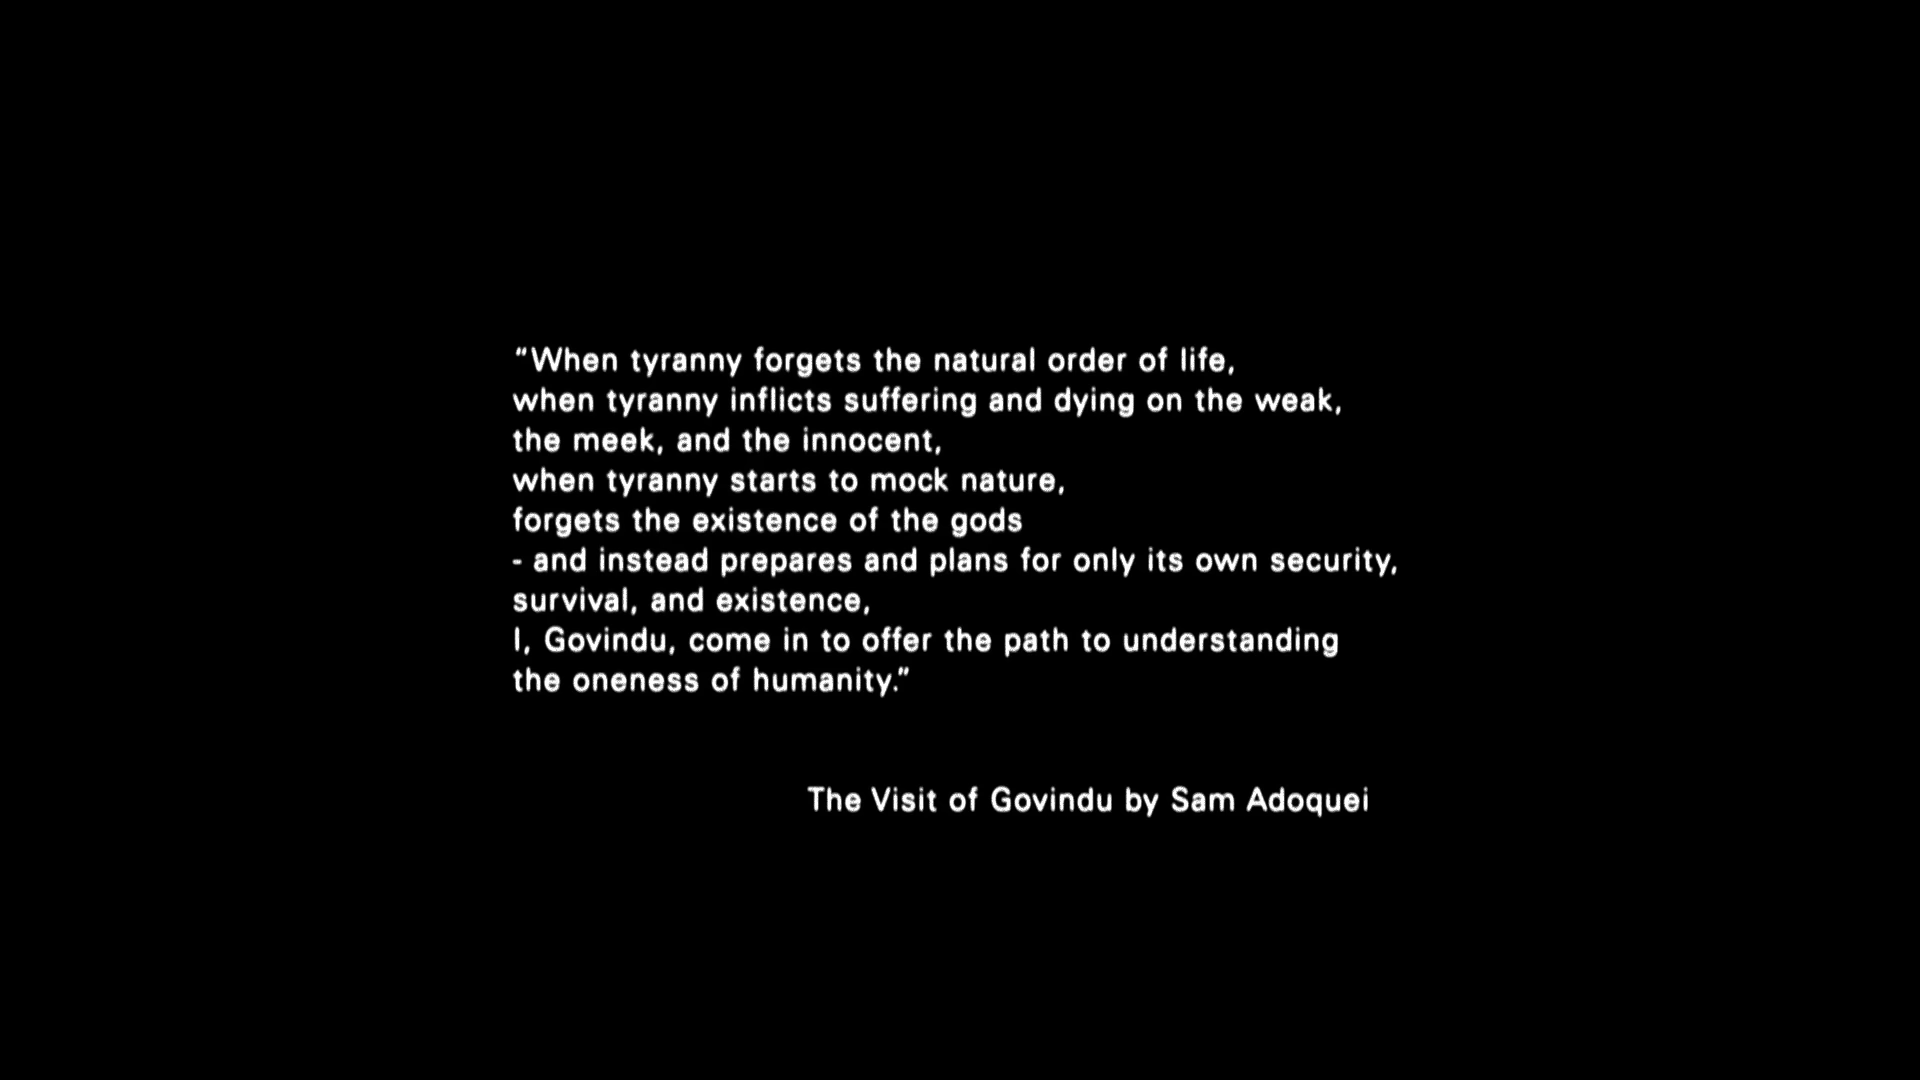 “When tyranny forgets the natural order of life,
when tyranny inflicts suffering and dying on the weak,
the meek, and the innocent,
when tyranny starts to mock nature,
forgets the existence of the gods
- and instead prepares and plans for only its own security,
survival, and existence,
I, Govindu, come in to offer the path to understanding
the oneness of humanity.”
The Visit of Govindu by Sam Adoquei